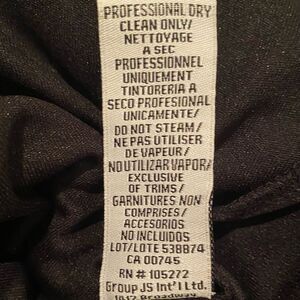 PROFESSIONAL DRY
CLEAN ONLY/
NETTOYAGE
A SEC
PROFESSIONNEL
UNIQUEMENT
TINTORERIA A
SECO PROFESIONAL
UNICAMENTE/
DO NOT STEAM/
NE PAS UTILISER
DE VAPEUR/
NO UTILIZAR VAPOR/
EXCLUSIVE
OF TRIMS/
GARNITURES NON
COMPRISES/
ACCESORIOS
NO INCLUIDOS
LOT/LOTE 538874
CA 00745
RN # 105272
Group JS Int'l Ltd.
1412 Broadway